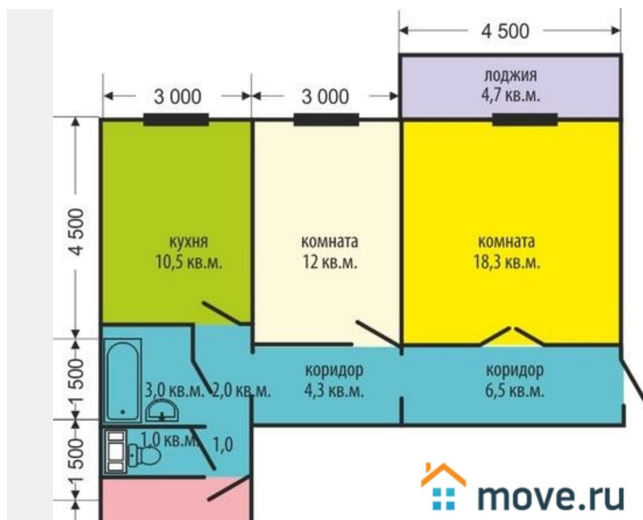 4 500
лоджия
4,7 кв.м.
3 000
3 000
4 500
кухня
10,5 кв.м.
комната
12 кв.м.
комната
18,3 кв.м.
1 500
3,0 кв.м.
2,0 кв.м.
коридор
4,3 кв.м.
коридор
6,5 кв.м.
1 500
1,0 кв.м.
1,0
move.ru